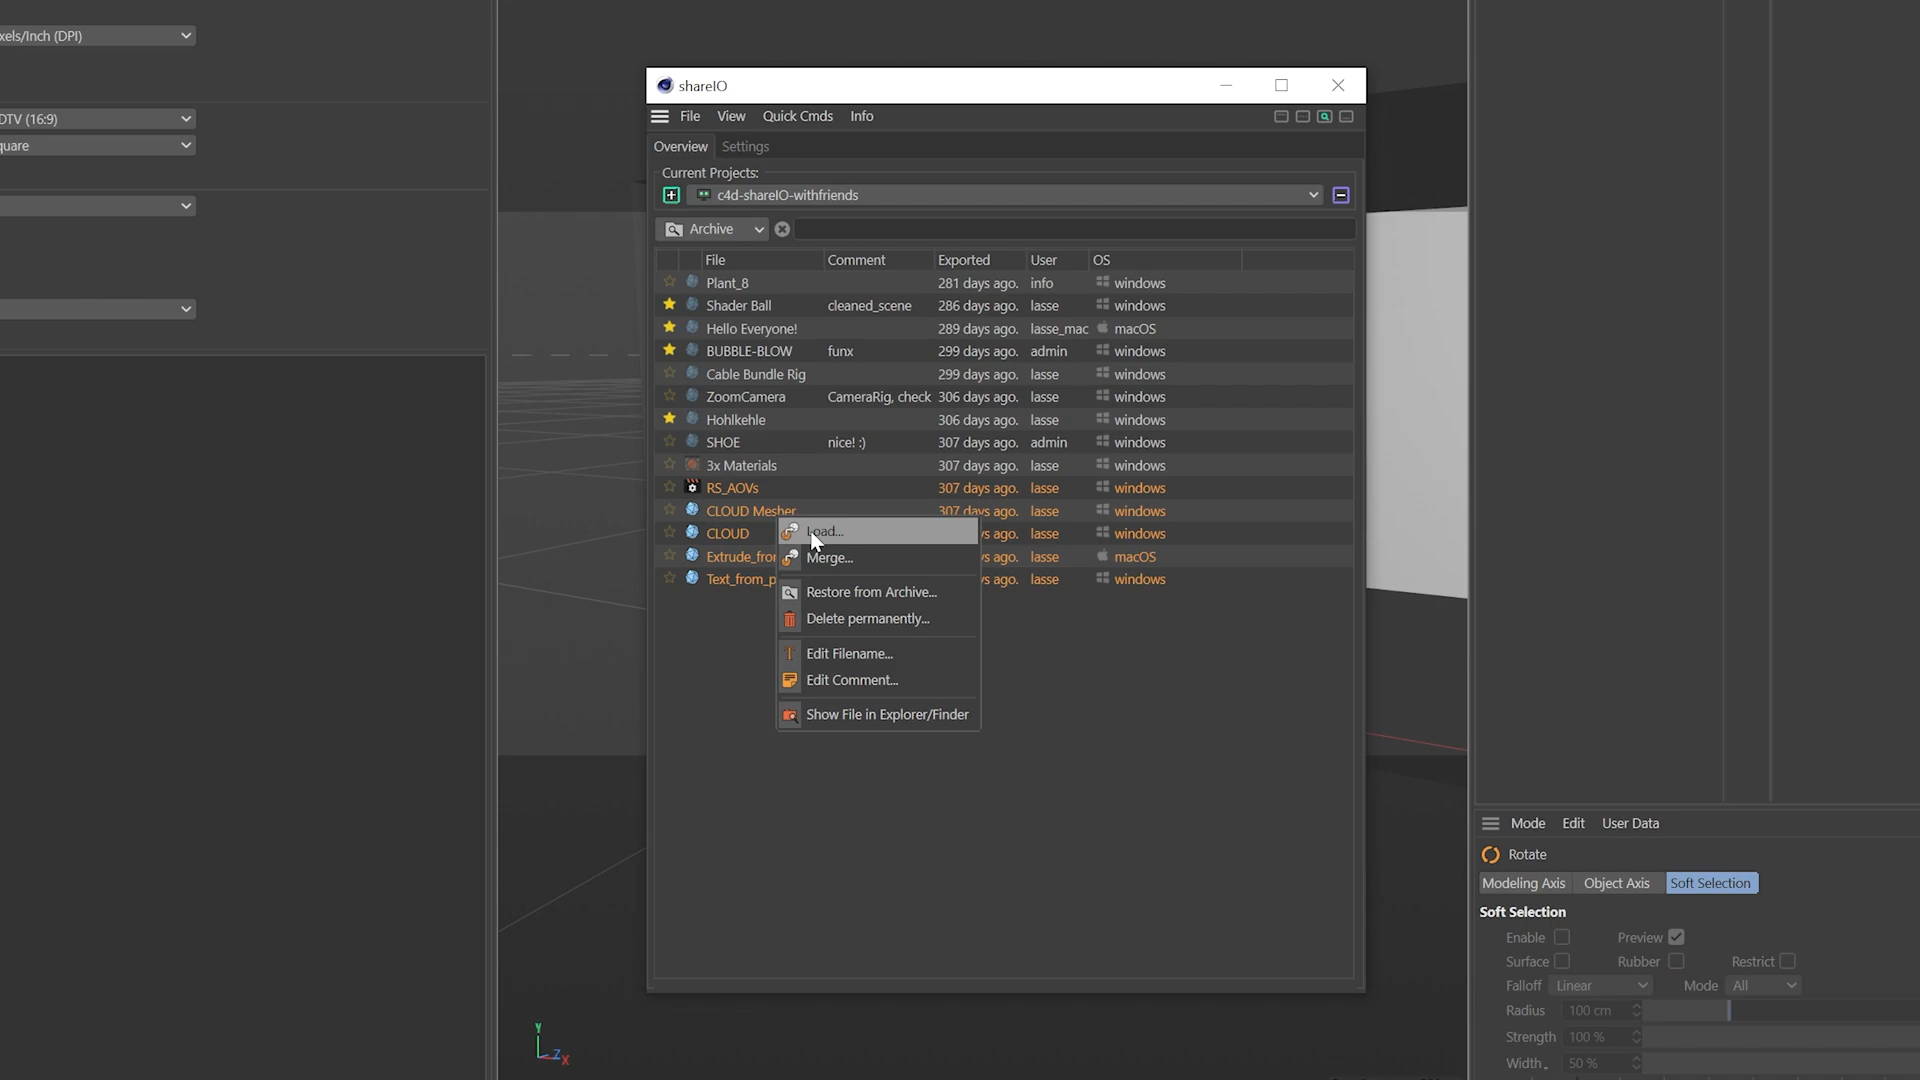 xels/Inch (DPI)
DTV (16:9)
quare
shareIO
File View Quick Cmds Info
Overview Settings
Current Projects:
c4d-shareIO-withfriends
Archive
File Comment Exported User OS
Plant_8 281 days ago. info windows
Shader Ball cleaned_scene 286 days ago. lasse windows
Hello Everyone! 289 days ago. lasse_mac macOS
BUBBLE-BLOW funx 299 days ago. admin windows
Cable Bundle Rig 299 days ago. lasse windows
ZoomCamera CameraRig, check 306 days ago. lasse windows
Hohlkehle 306 days ago. lasse windows
SHOE nice! :) 307 days ago. admin windows
3x Materials 307 days ago. lasse windows
RS_AOVs 307 days ago. lasse windows
CLOUD Mesher 307 days ago. lasse windows
CLOUD ys ago. lasse windows
Extrude_fro ys ago. lasse macOS
Text_from_p ys ago. lasse windows
Load...
Merge...
Restore from Archive...
Delete permanently...
Edit Filename...
Edit Comment...
Show File in Explorer/Finder
Mode Edit User Data
Rotate
Modeling Axis Object Axis Soft Selection
Soft Selection
Enable Preview
Surface Rubber Restrict
Falloff Linear Mode All
Radius 100 cm
Strength 100 %
Width 50 %
Y
Z
X